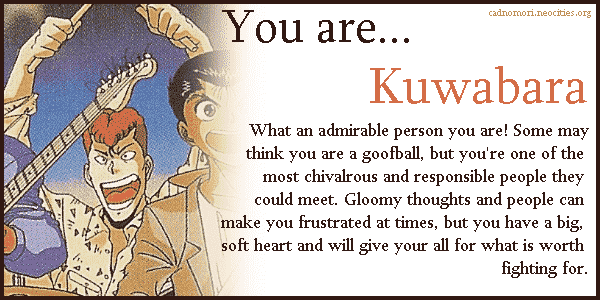 cadnomori.neocities.org
You are...
Kuwabara
What an admirable person you are! Some may
think you are a goofball, but you're one of the
most chivalrous and responsible people they
could meet. Gloomy thoughts and people can
make you frustrated at times, but you have a big,
soft heart and will give your all for what is worth
fighting for.